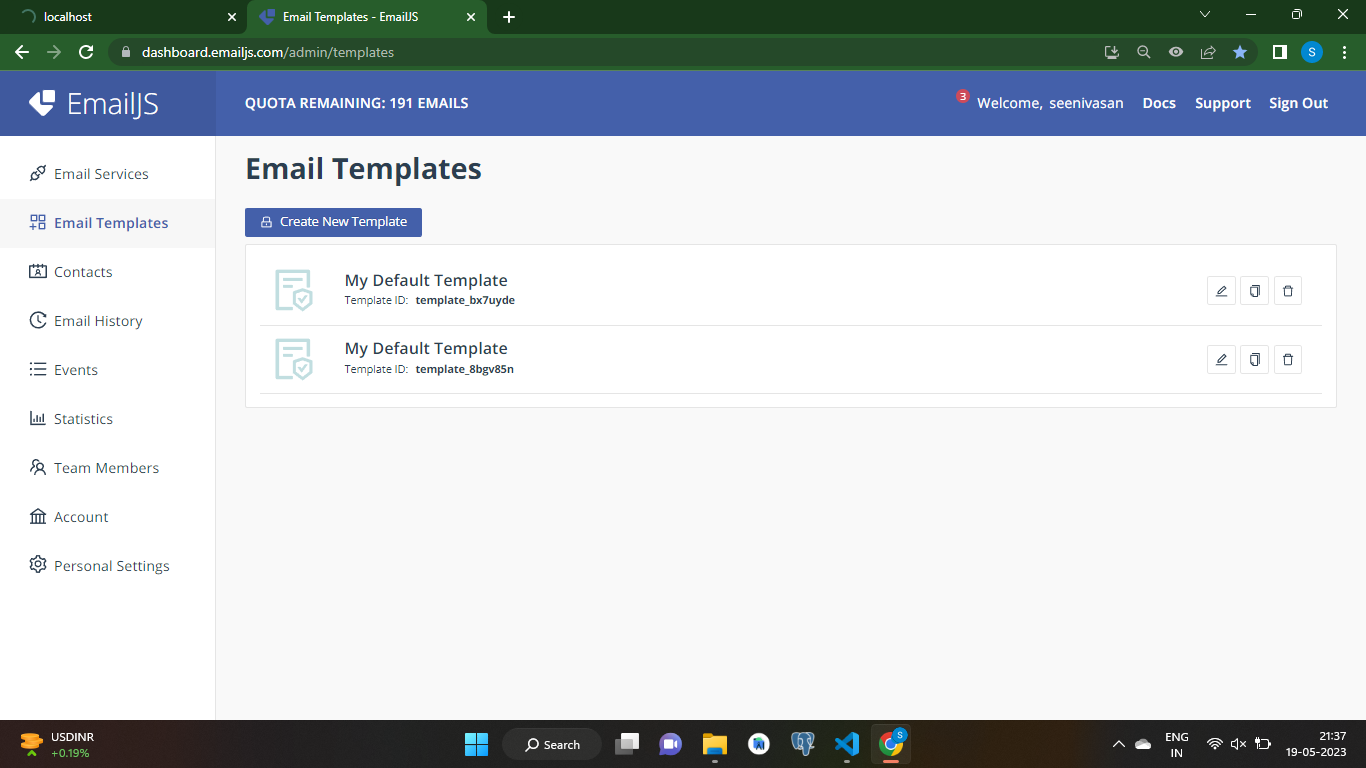 localhost
Email Templates - EmailJS
dashboard.emailjs.com/admin/templates
S
EmailJS
QUOTA REMAINING: 191 EMAILS
3
Welcome, seenivasan
Docs
Support
Sign Out
Email Services
Email Templates
Contacts
Email History
Events
Statistics
Team Members
Account
Personal Settings
Email Templates
Create New Template
My Default Template
Template ID: template_bx7uyde
My Default Template
Template ID: template_8bgv85n
USDINR
+0.19%
Search
S
ENG
IN
21:37
19-05-2023